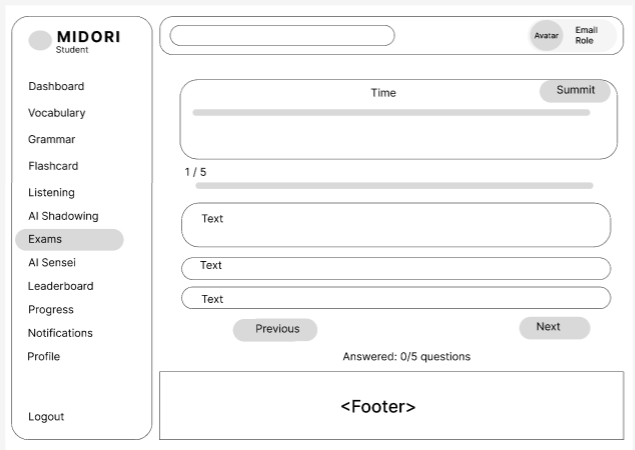 MIDORI
Student
Dashboard
Vocabulary
Grammar
Flashcard
Listening
AI Shadowing
Exams
AI Sensei
Leaderboard
Progress
Notifications
Profile
Logout
Avatar
Email
Role
Time
Summit
1 / 5
Text
Text
Text
Previous
Next
Answered: 0/5 questions
<Footer>